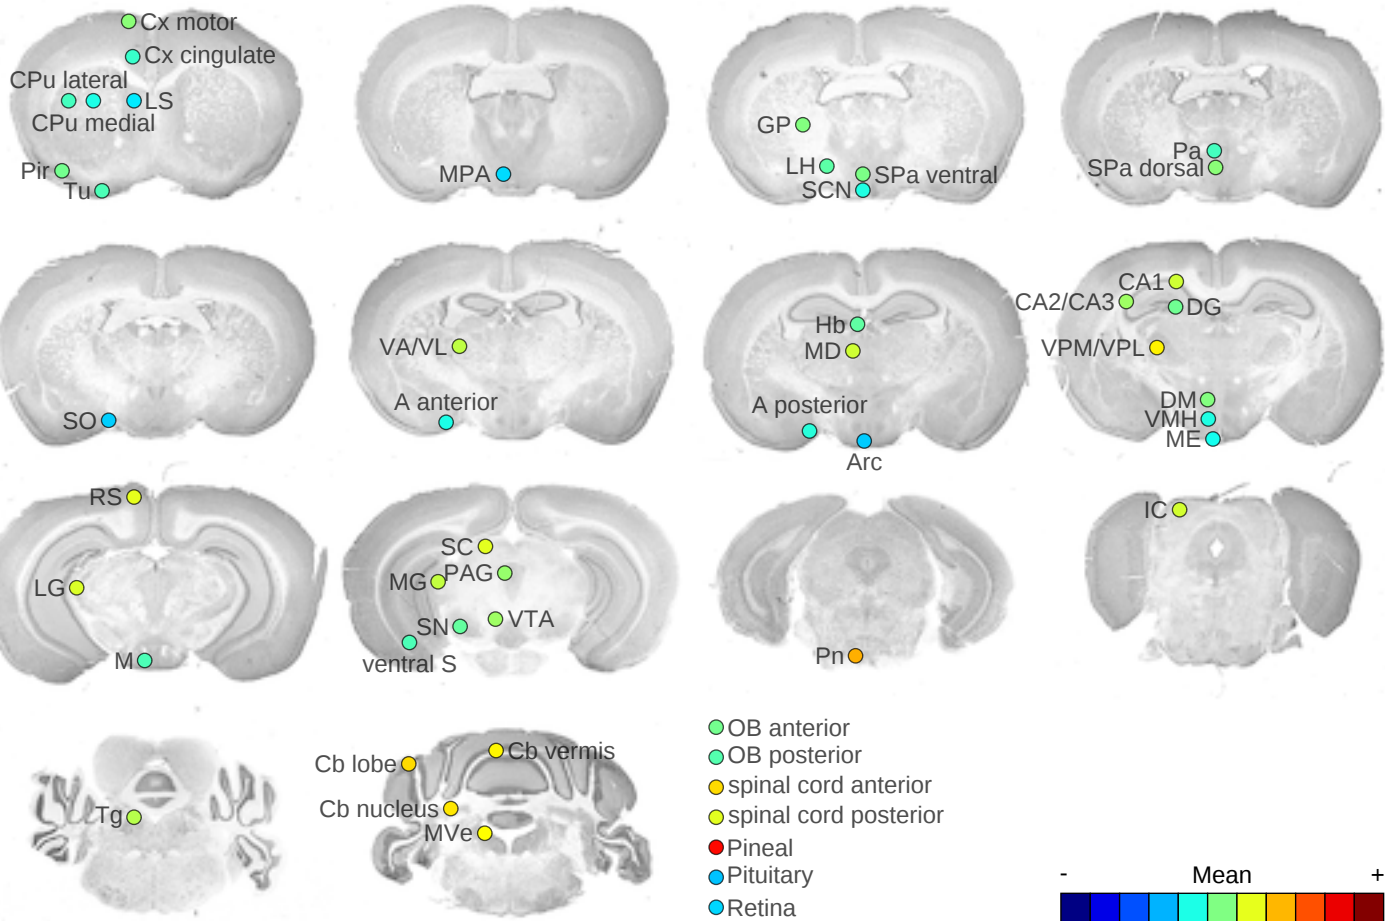 Cx motor
Cx cingulate
CPu lateral
LS
CPu medial
Pir
Tu
MPA
GP
LH
SPa ventral
SCN
Pa
SPa dorsal
SO
VA/VL
A anterior
Hb
MD
A posterior
Arc
CA1
CA2/CA3
DG
VPM/VPL
DM
VMH
ME
RS
LG
M
SC
MG
PAG
SN
VTA
ventral S
Pn
IC
Tg
Cb lobe
Cb vermis
Cb nucleus
MVe
OB anterior
OB posterior
spinal cord anterior
spinal cord posterior
Pineal
Pituitary
Retina
- Mean +